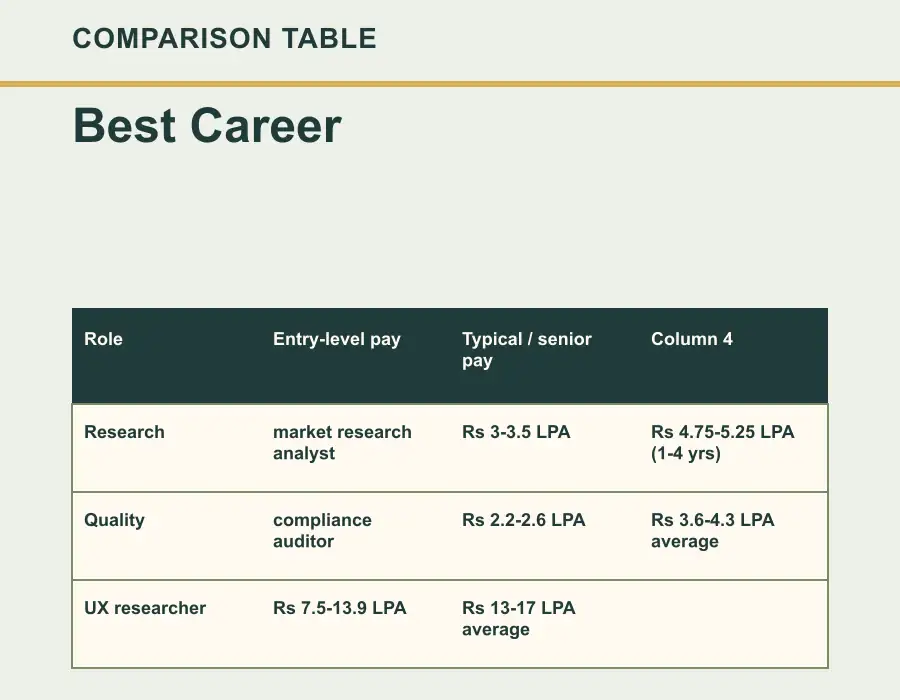 COMPARISON TABLE
Best Career
Role
Entry-level pay
Typical / senior
pay
Column 4
Research
market research
analyst
Rs 3-3.5 LPA
Rs 4.75-5.25 LPA
(1-4 yrs)
Quality
compliance
auditor
Rs 2.2-2.6 LPA
Rs 3.6-4.3 LPA
average
UX researcher
Rs 7.5-13.9 LPA
Rs 13-17 LPA
average